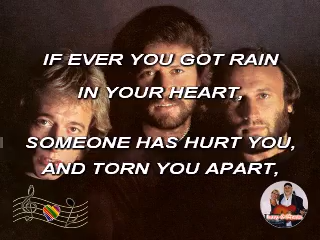 IF EVER YOU GOT RAIN
IN YOUR HEART,
SOMEONE HAS HURT YOU,
AND TORN YOU APART,